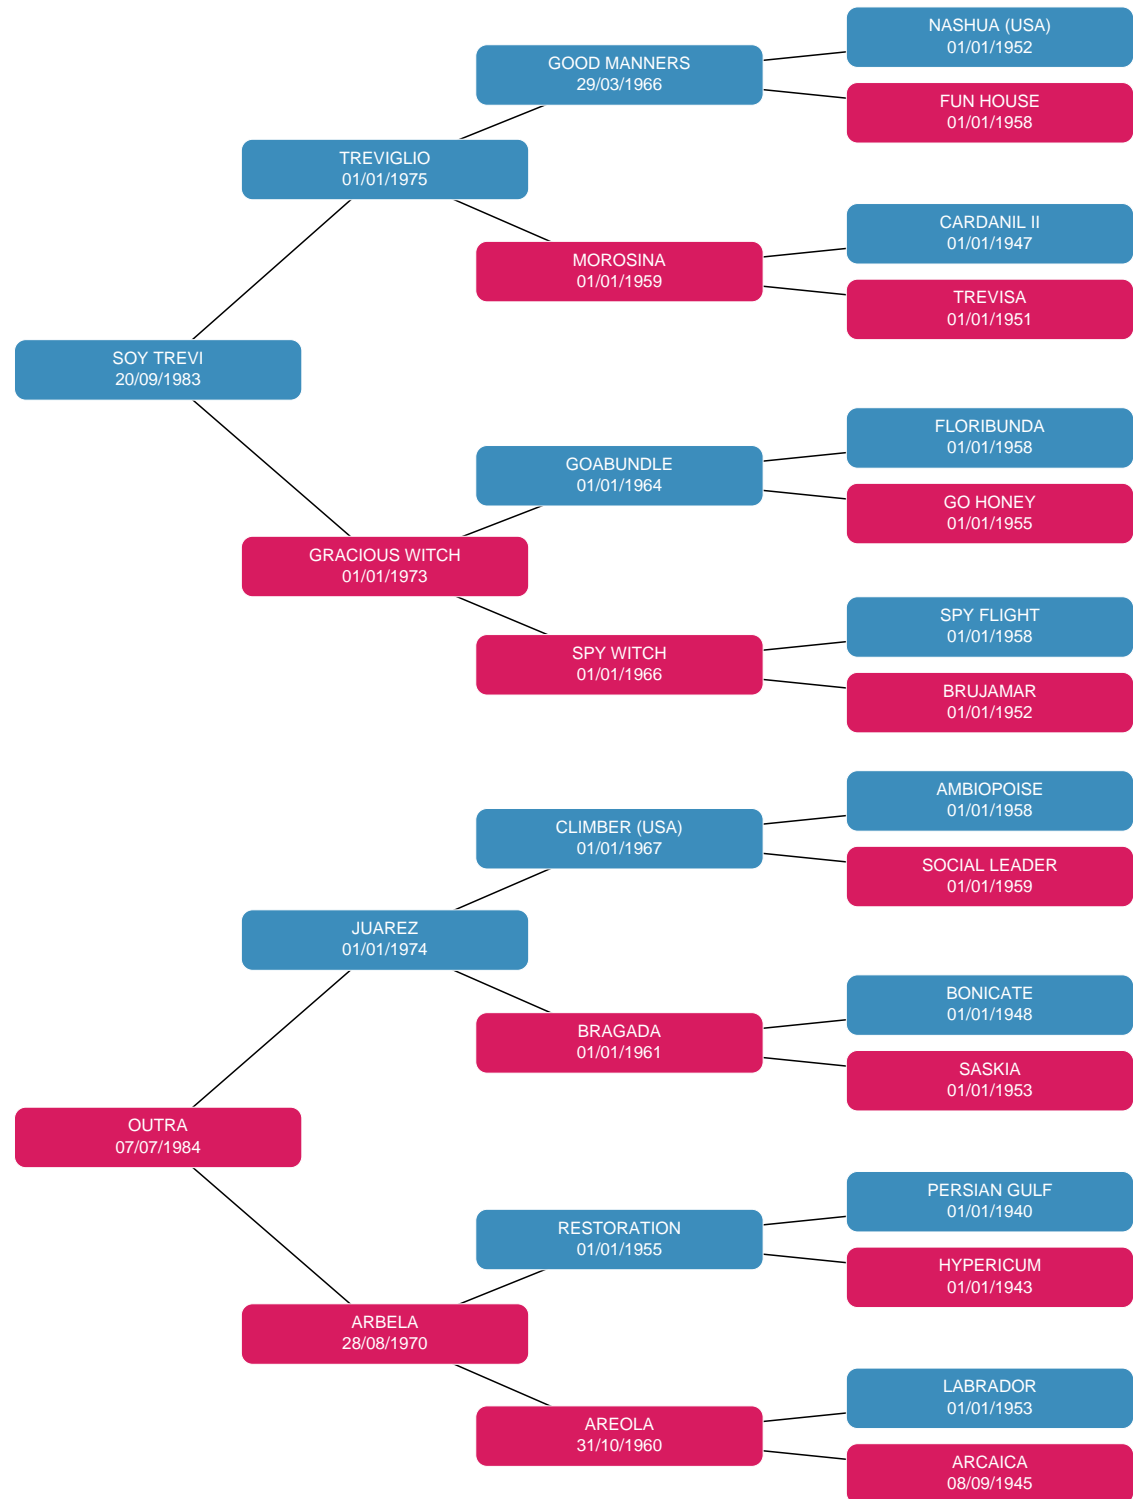 NASHUA (USA)
01/01/1952
GOOD MANNERS
29/03/1966
FUN HOUSE
01/01/1958
TREVIGLIO
01/01/1975
CARDANIL II
01/01/1947
MOROSINA
01/01/1959
TREVISA
01/01/1951
SOY TREVI
20/09/1983
FLORIBUNDA
01/01/1958
GOABUNDLE
01/01/1964
GO HONEY
01/01/1955
GRACIOUS WITCH
01/01/1973
SPY FLIGHT
01/01/1958
SPY WITCH
01/01/1966
BRUJAMAR
01/01/1952
AMBIOPOISE
01/01/1958
CLIMBER (USA)
01/01/1967
SOCIAL LEADER
01/01/1959
JUAREZ
01/01/1974
BONICATE
01/01/1948
BRAGADA
01/01/1961
SASKIA
01/01/1953
OUTRA
07/07/1984
PERSIAN GULF
01/01/1940
RESTORATION
01/01/1955
HYPERICUM
01/01/1943
ARBELA
28/08/1970
LABRADOR
01/01/1953
AREOLA
31/10/1960
ARCAICA
08/09/1945